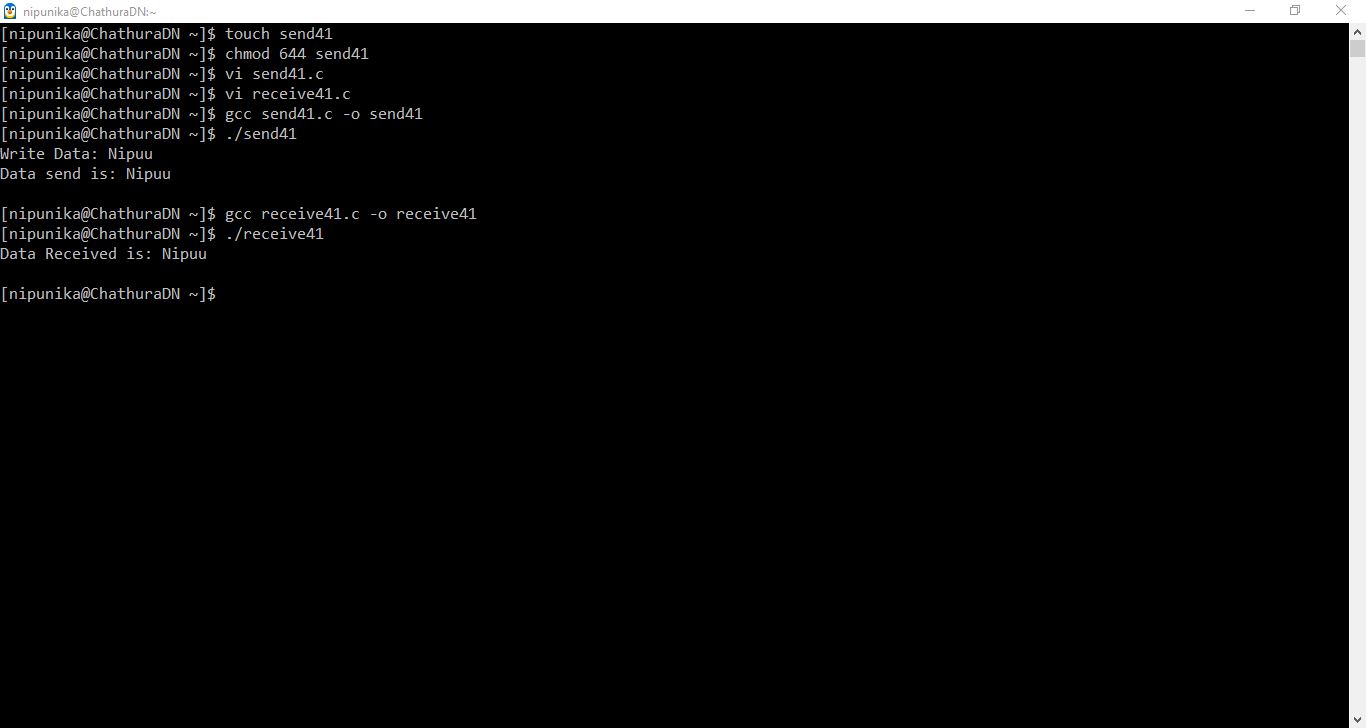 nipunika@ChathuraDN:~
[nipunika@ChathuraDN ~]$ touch send41
[nipunika@ChathuraDN ~]$ chmod 644 send41
[nipunika@ChathuraDN ~]$ vi send41.c
[nipunika@ChathuraDN ~]$ vi receive41.c
[nipunika@ChathuraDN ~]$ gcc send41.c -o send41
[nipunika@ChathuraDN ~]$ ./send41
Write Data: Nipuu
Data send is: Nipuu
[nipunika@ChathuraDN ~]$ gcc receive41.c -o receive41
[nipunika@ChathuraDN ~]$ ./receive41
Data Received is: Nipuu
[nipunika@ChathuraDN ~]$